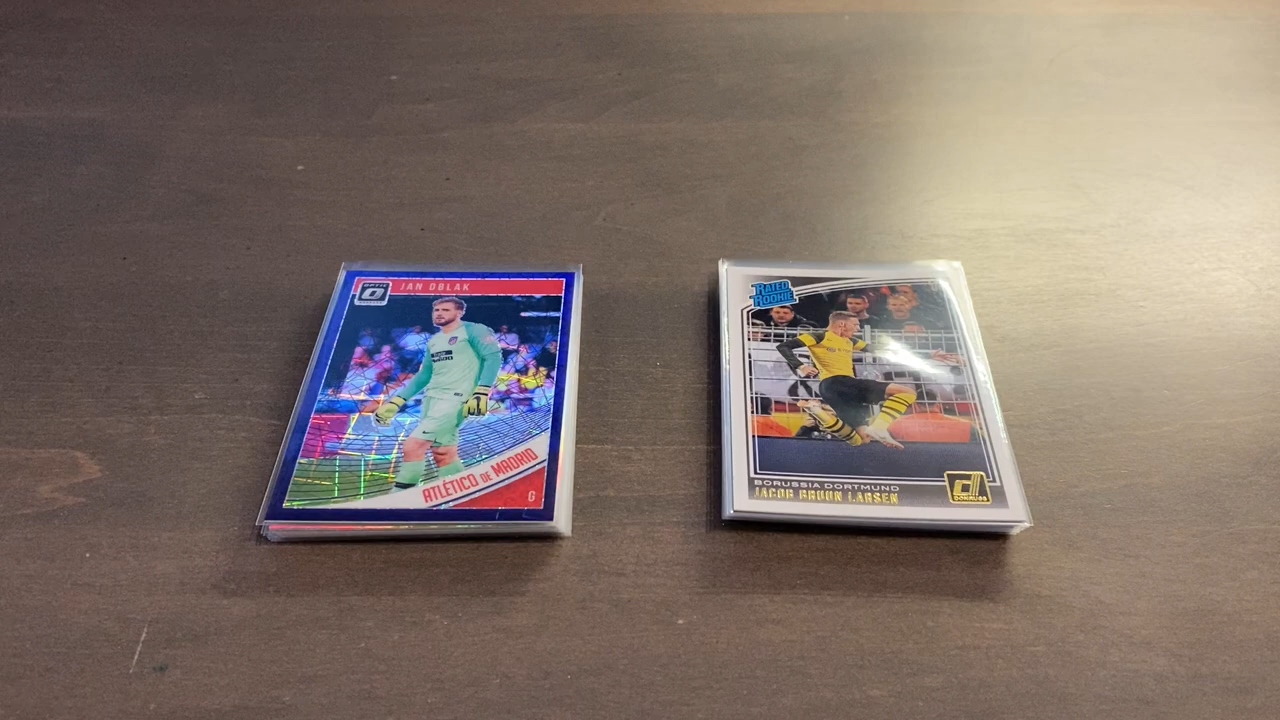 OPTIC
JAN OBLAK
ATLÉTICO DE MADRID
G
RATED
ROOKIE
BORUSSIA DORTMUND
JACOB BRUUN LARSEN
DONRUSS